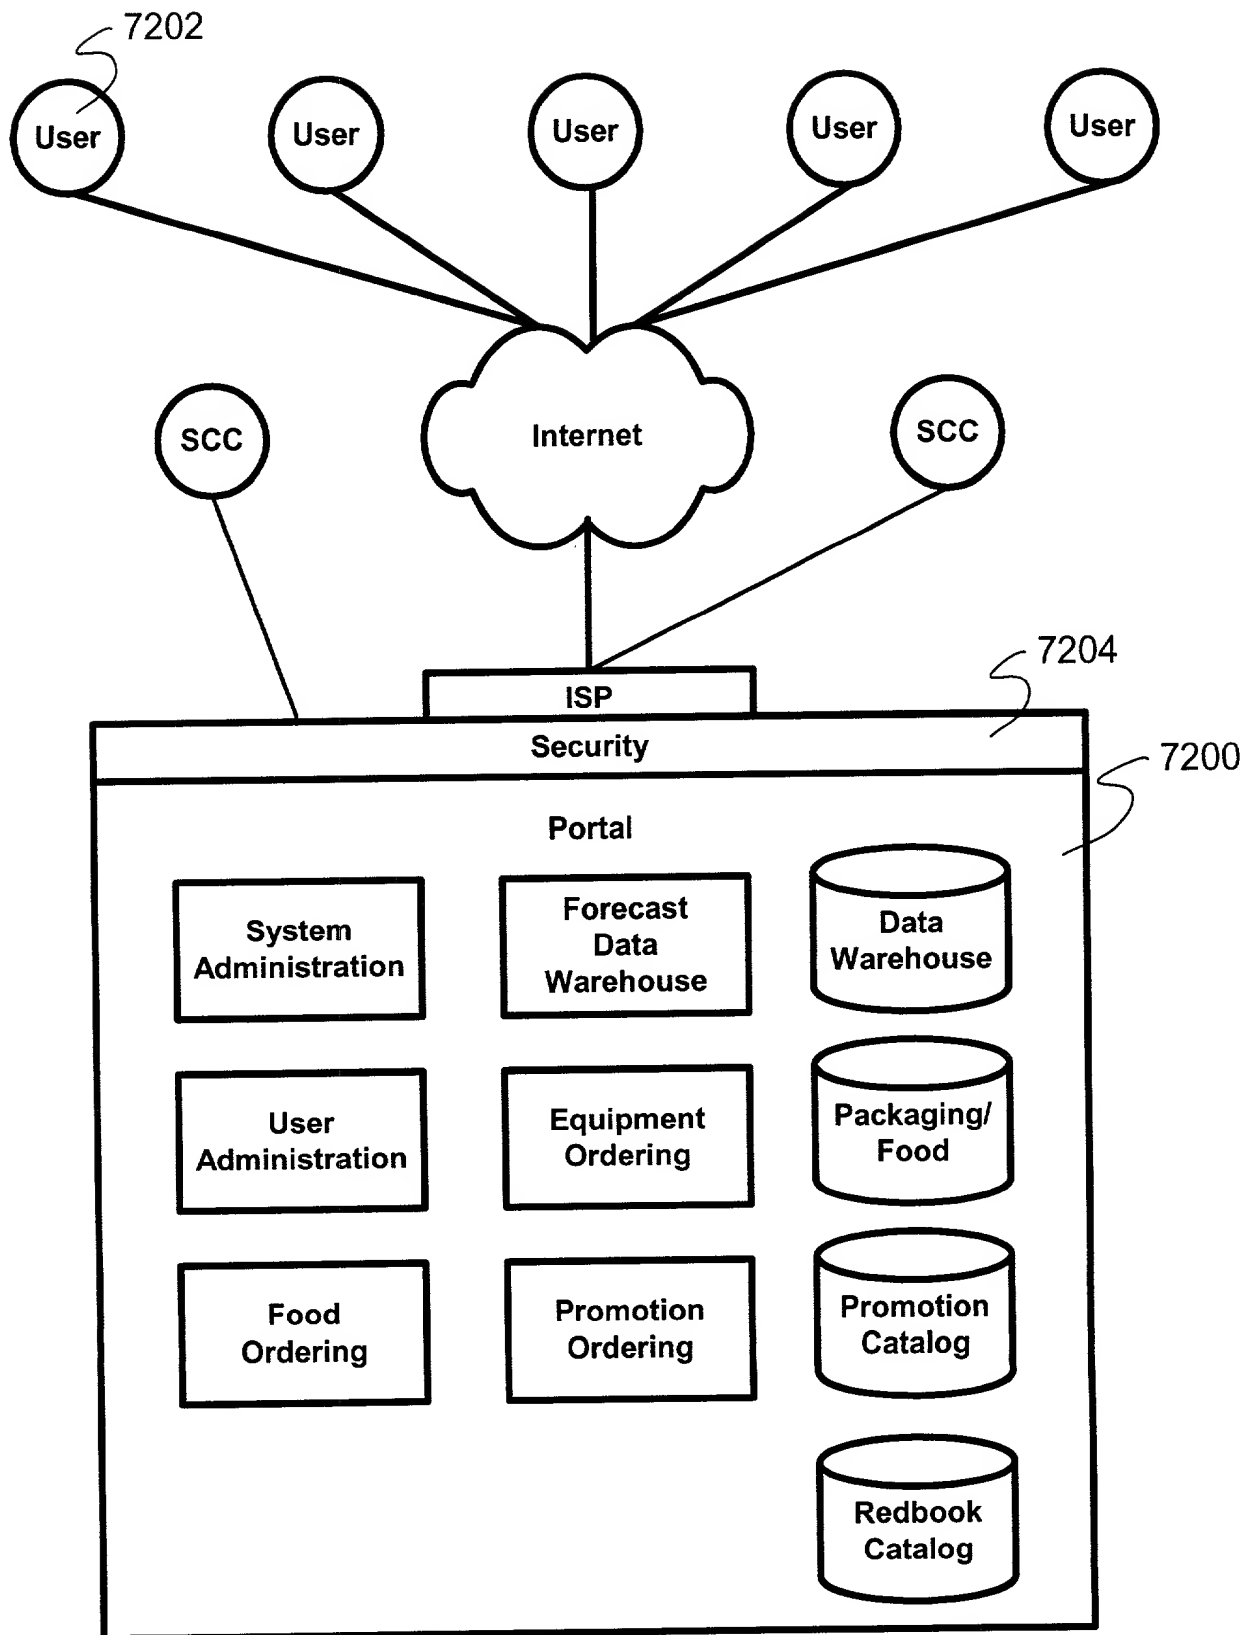 7202
User
User
User
User
User
SCC
Internet
SCC
7204
ISP
Security
7200
Portal
System
Administration
Forecast
Data
Warehouse
Data
Warehouse
User
Administration
Equipment
Ordering
Packaging/
Food
Food
Ordering
Promotion
Ordering
Promotion
Catalog
Redbook
Catalog